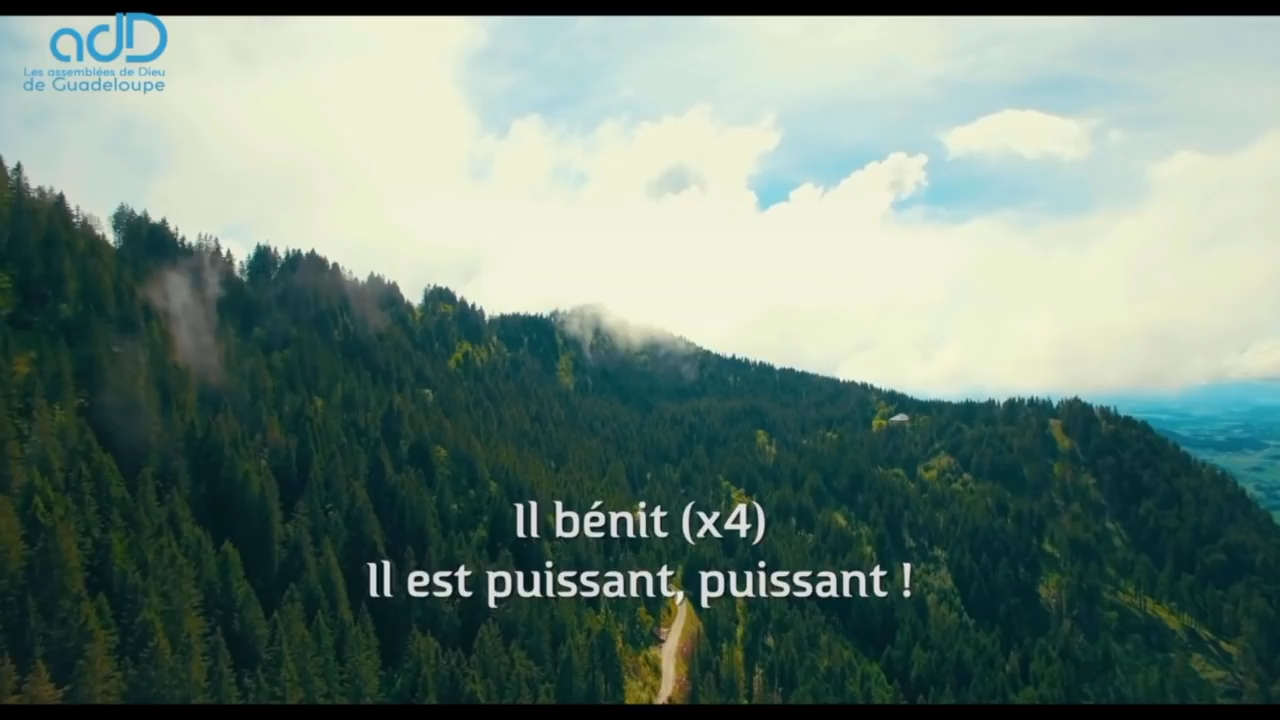 add
Les assemblées de Dieu
de Guadeloupe
Il bénit (x4)
Il est puissant, puissant !